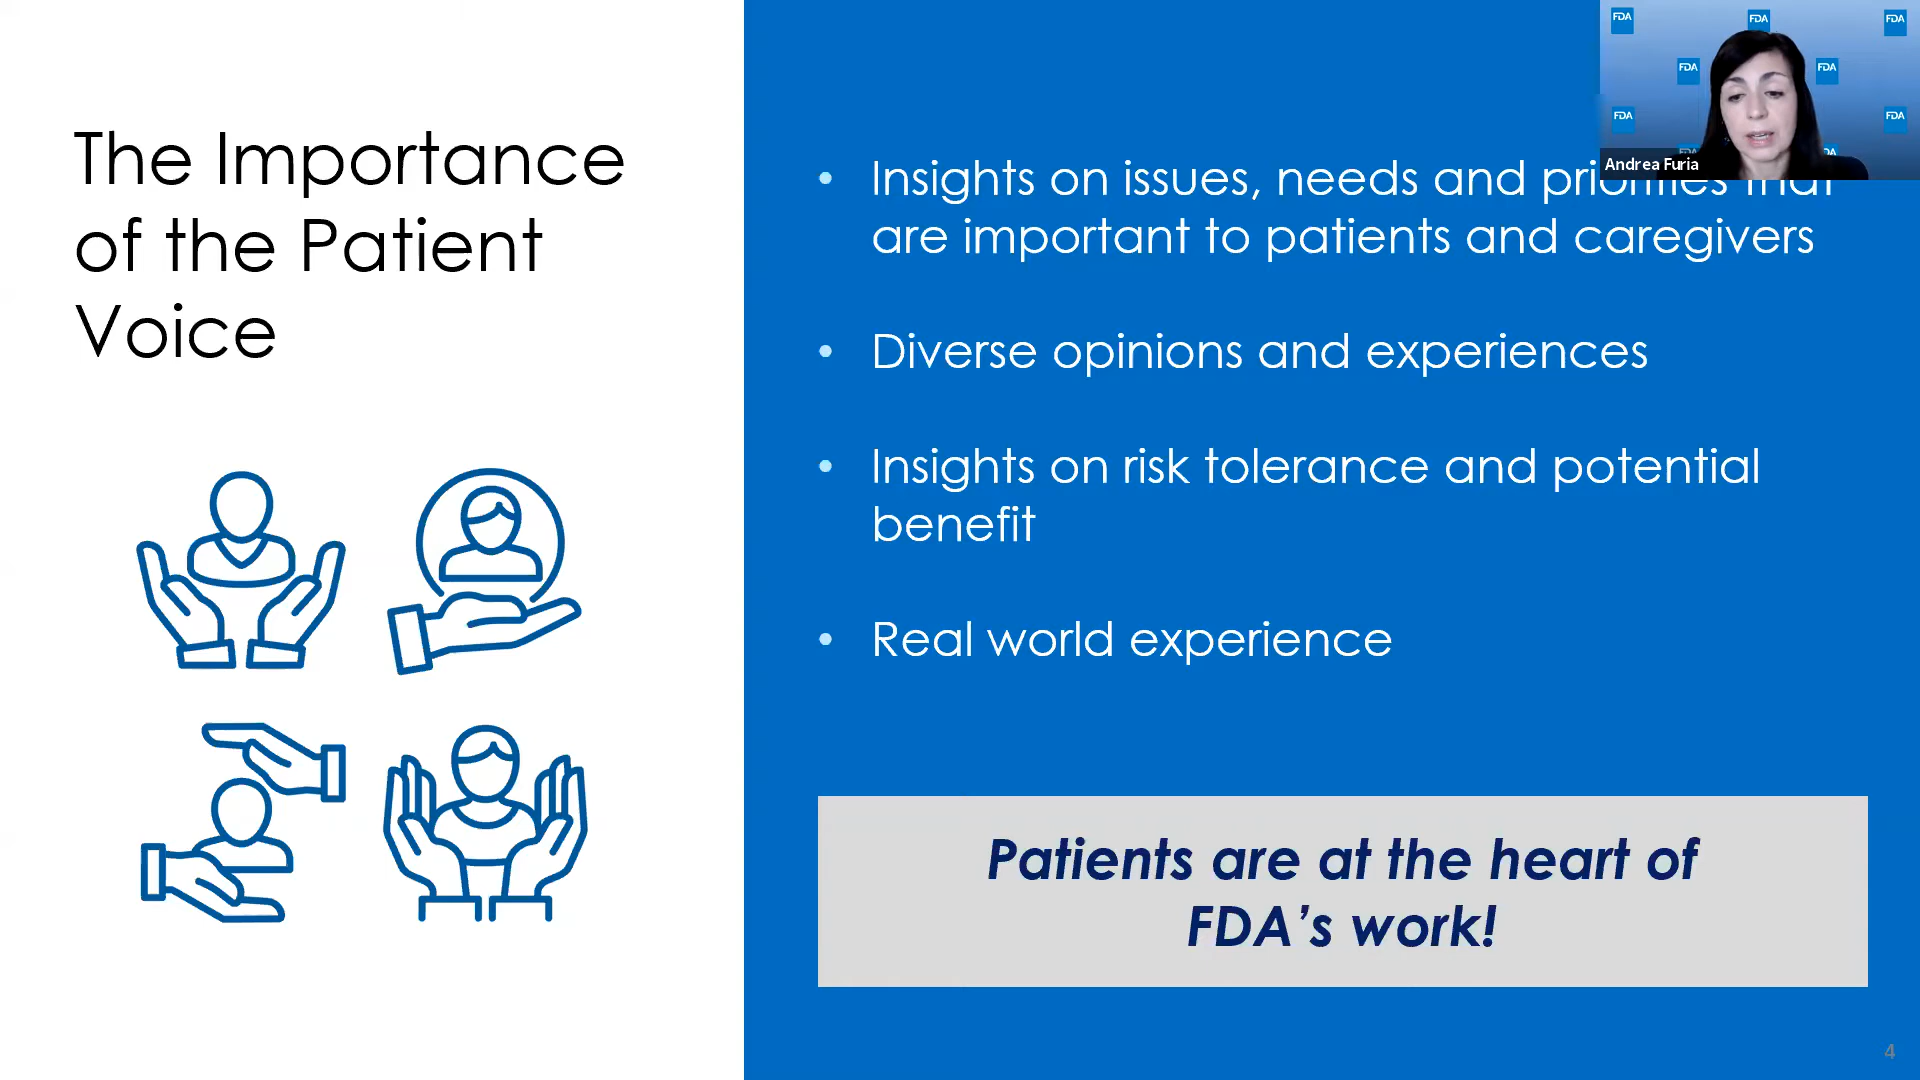 The Importance
of the Patient
Voice
FDA
FDA
FDA
FDA
FDA
FDA
FDA
Andrea Furia
• Insights on issues, needs and priorities that
are important to patients and caregivers
• Diverse opinions and experiences
• Insights on risk tolerance and potential
benefit
• Real world experience
Patients are at the heart of
FDA’s work!
4